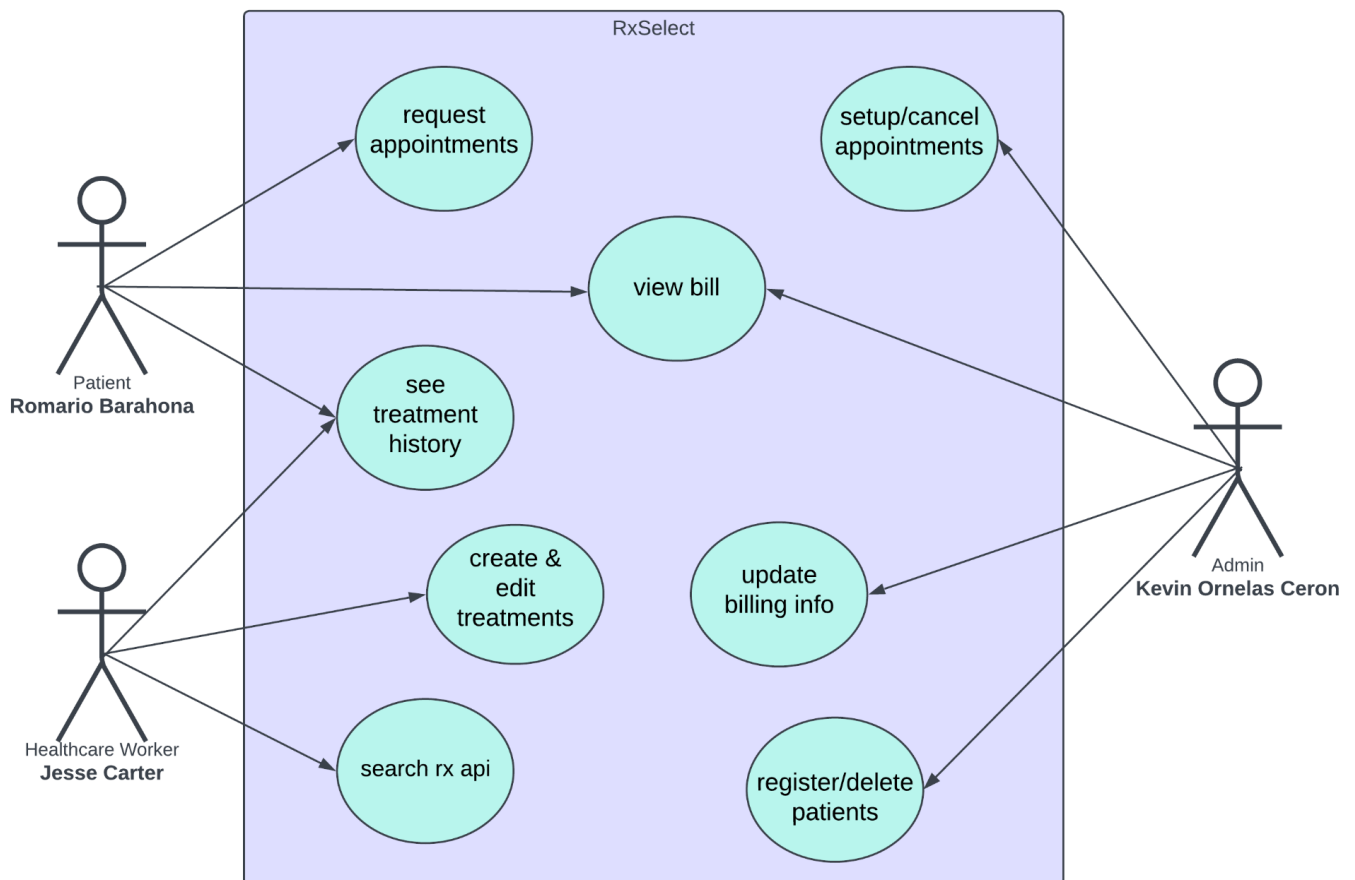 RxSelect
request
appointments
setup/cancel
appointments
view bill
Patient
Romario Barahona
see
treatment
history
create &
edit
treatments
update
billing info
Admin
Kevin Ornelas Ceron
Healthcare Worker
Jesse Carter
search rx api
register/delete
patients